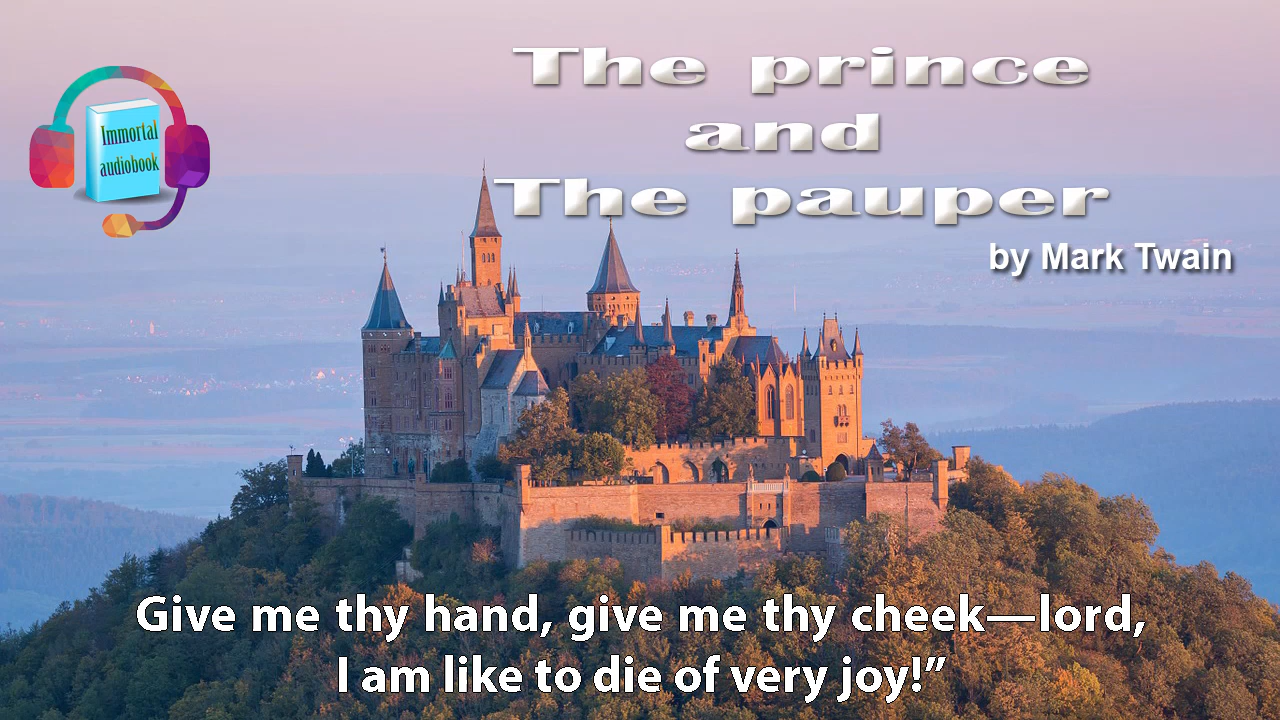 Immortal
audiobook
The prince
and
The pauper
by Mark Twain
Give me thy hand, give me thy cheek—lord,
I am like to die of very joy!”